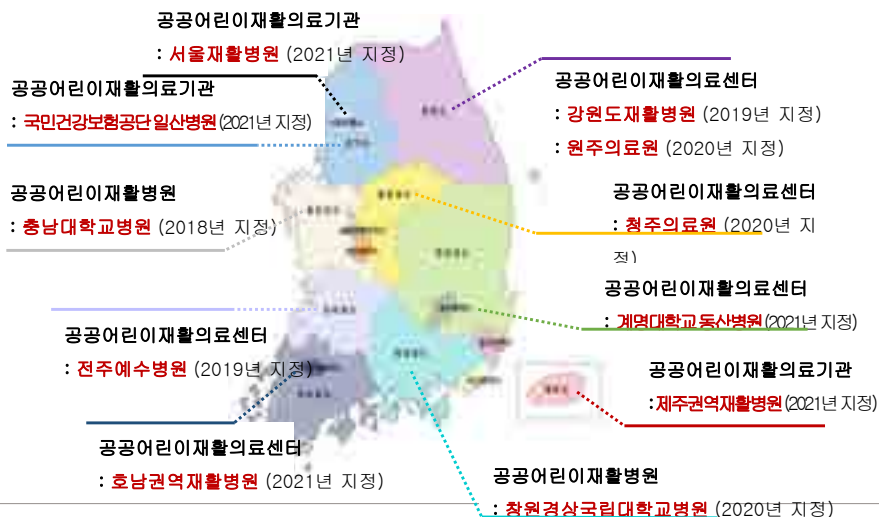 공공어린이재활의료기관
: 서울재활병원 (2021년 지정)
공공어린이재활의료기관
: 국민건강보험공단 일산병원 (2021년 지정)
공공어린이재활의료센터
: 강원도재활병원 (2019년 지정)
: 원주의료원 (2020년 지정)
공공어린이재활병원
: 충남대학교병원 (2018년 지정)
공공어린이재활의료센터
: 청주의료원 (2020년 지
정)
공공어린이재활의료센터
: 계명대학교 동산병원 (2021년 지정)
공공어린이재활의료센터
: 전주예수병원 (2019년 지정)
공공어린이재활의료기관
: 제주권역재활병원 (2021년 지정)
공공어린이재활의료센터
: 호남권역재활병원 (2021년 지정)
공공어린이재활병원
: 창원경상국립대학교병원 (2020년 지정)